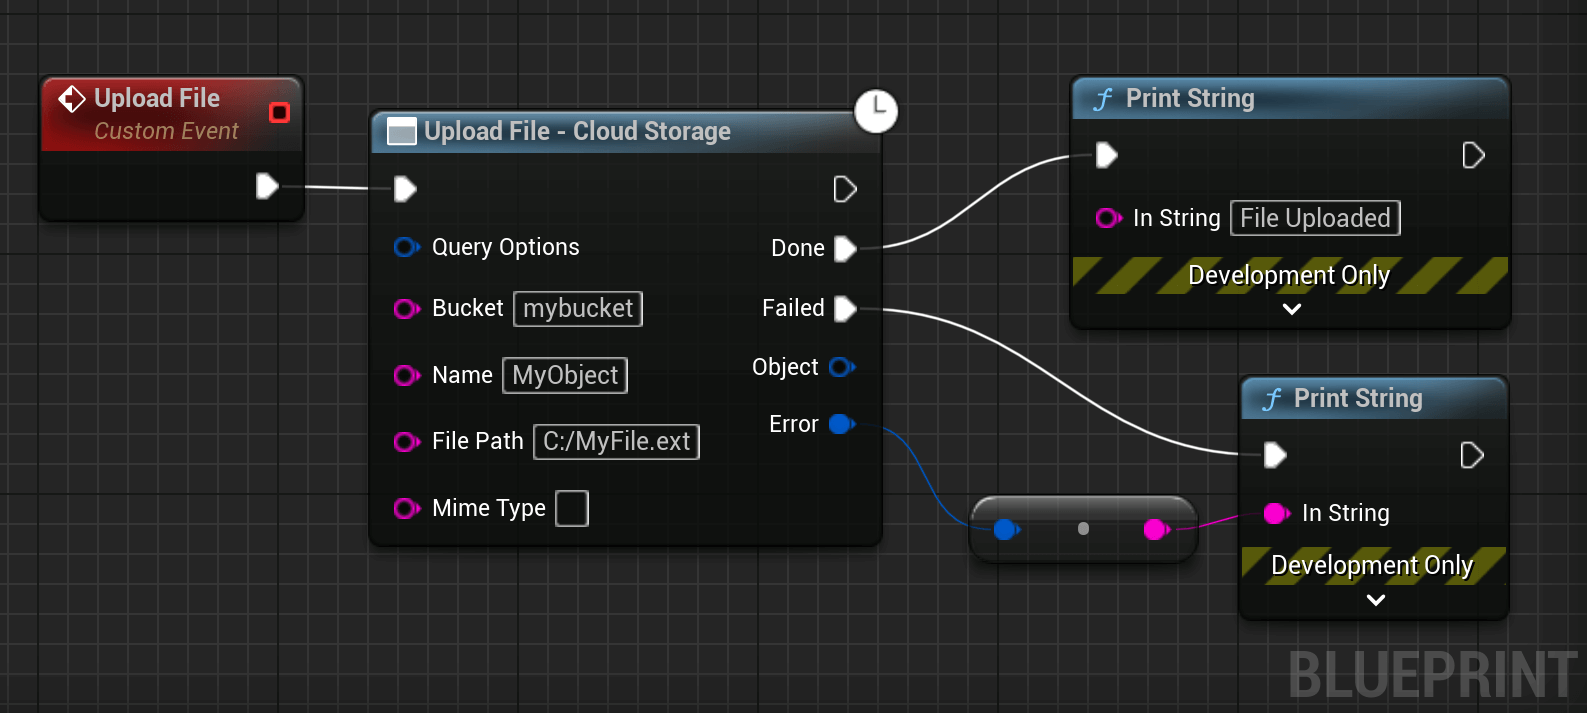 Upload File
Custom Event
Upload File - Cloud Storage
Query Options
Bucket mybucket
Name MyObject
File Path C:/MyFile.ext
Mime Type
Done
Failed
Object
Error
f Print String
In String File Uploaded
Development Only
f Print String
In String
Development Only
BLUEPRINT